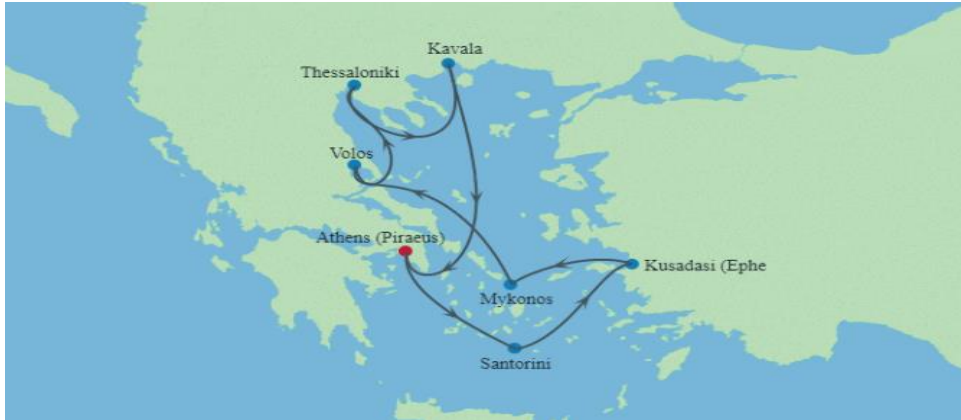 Kavala
Thessaloniki
Volos
Athens (Piraeus)
Kusadasi (Ephe
Mykonos
Santorini